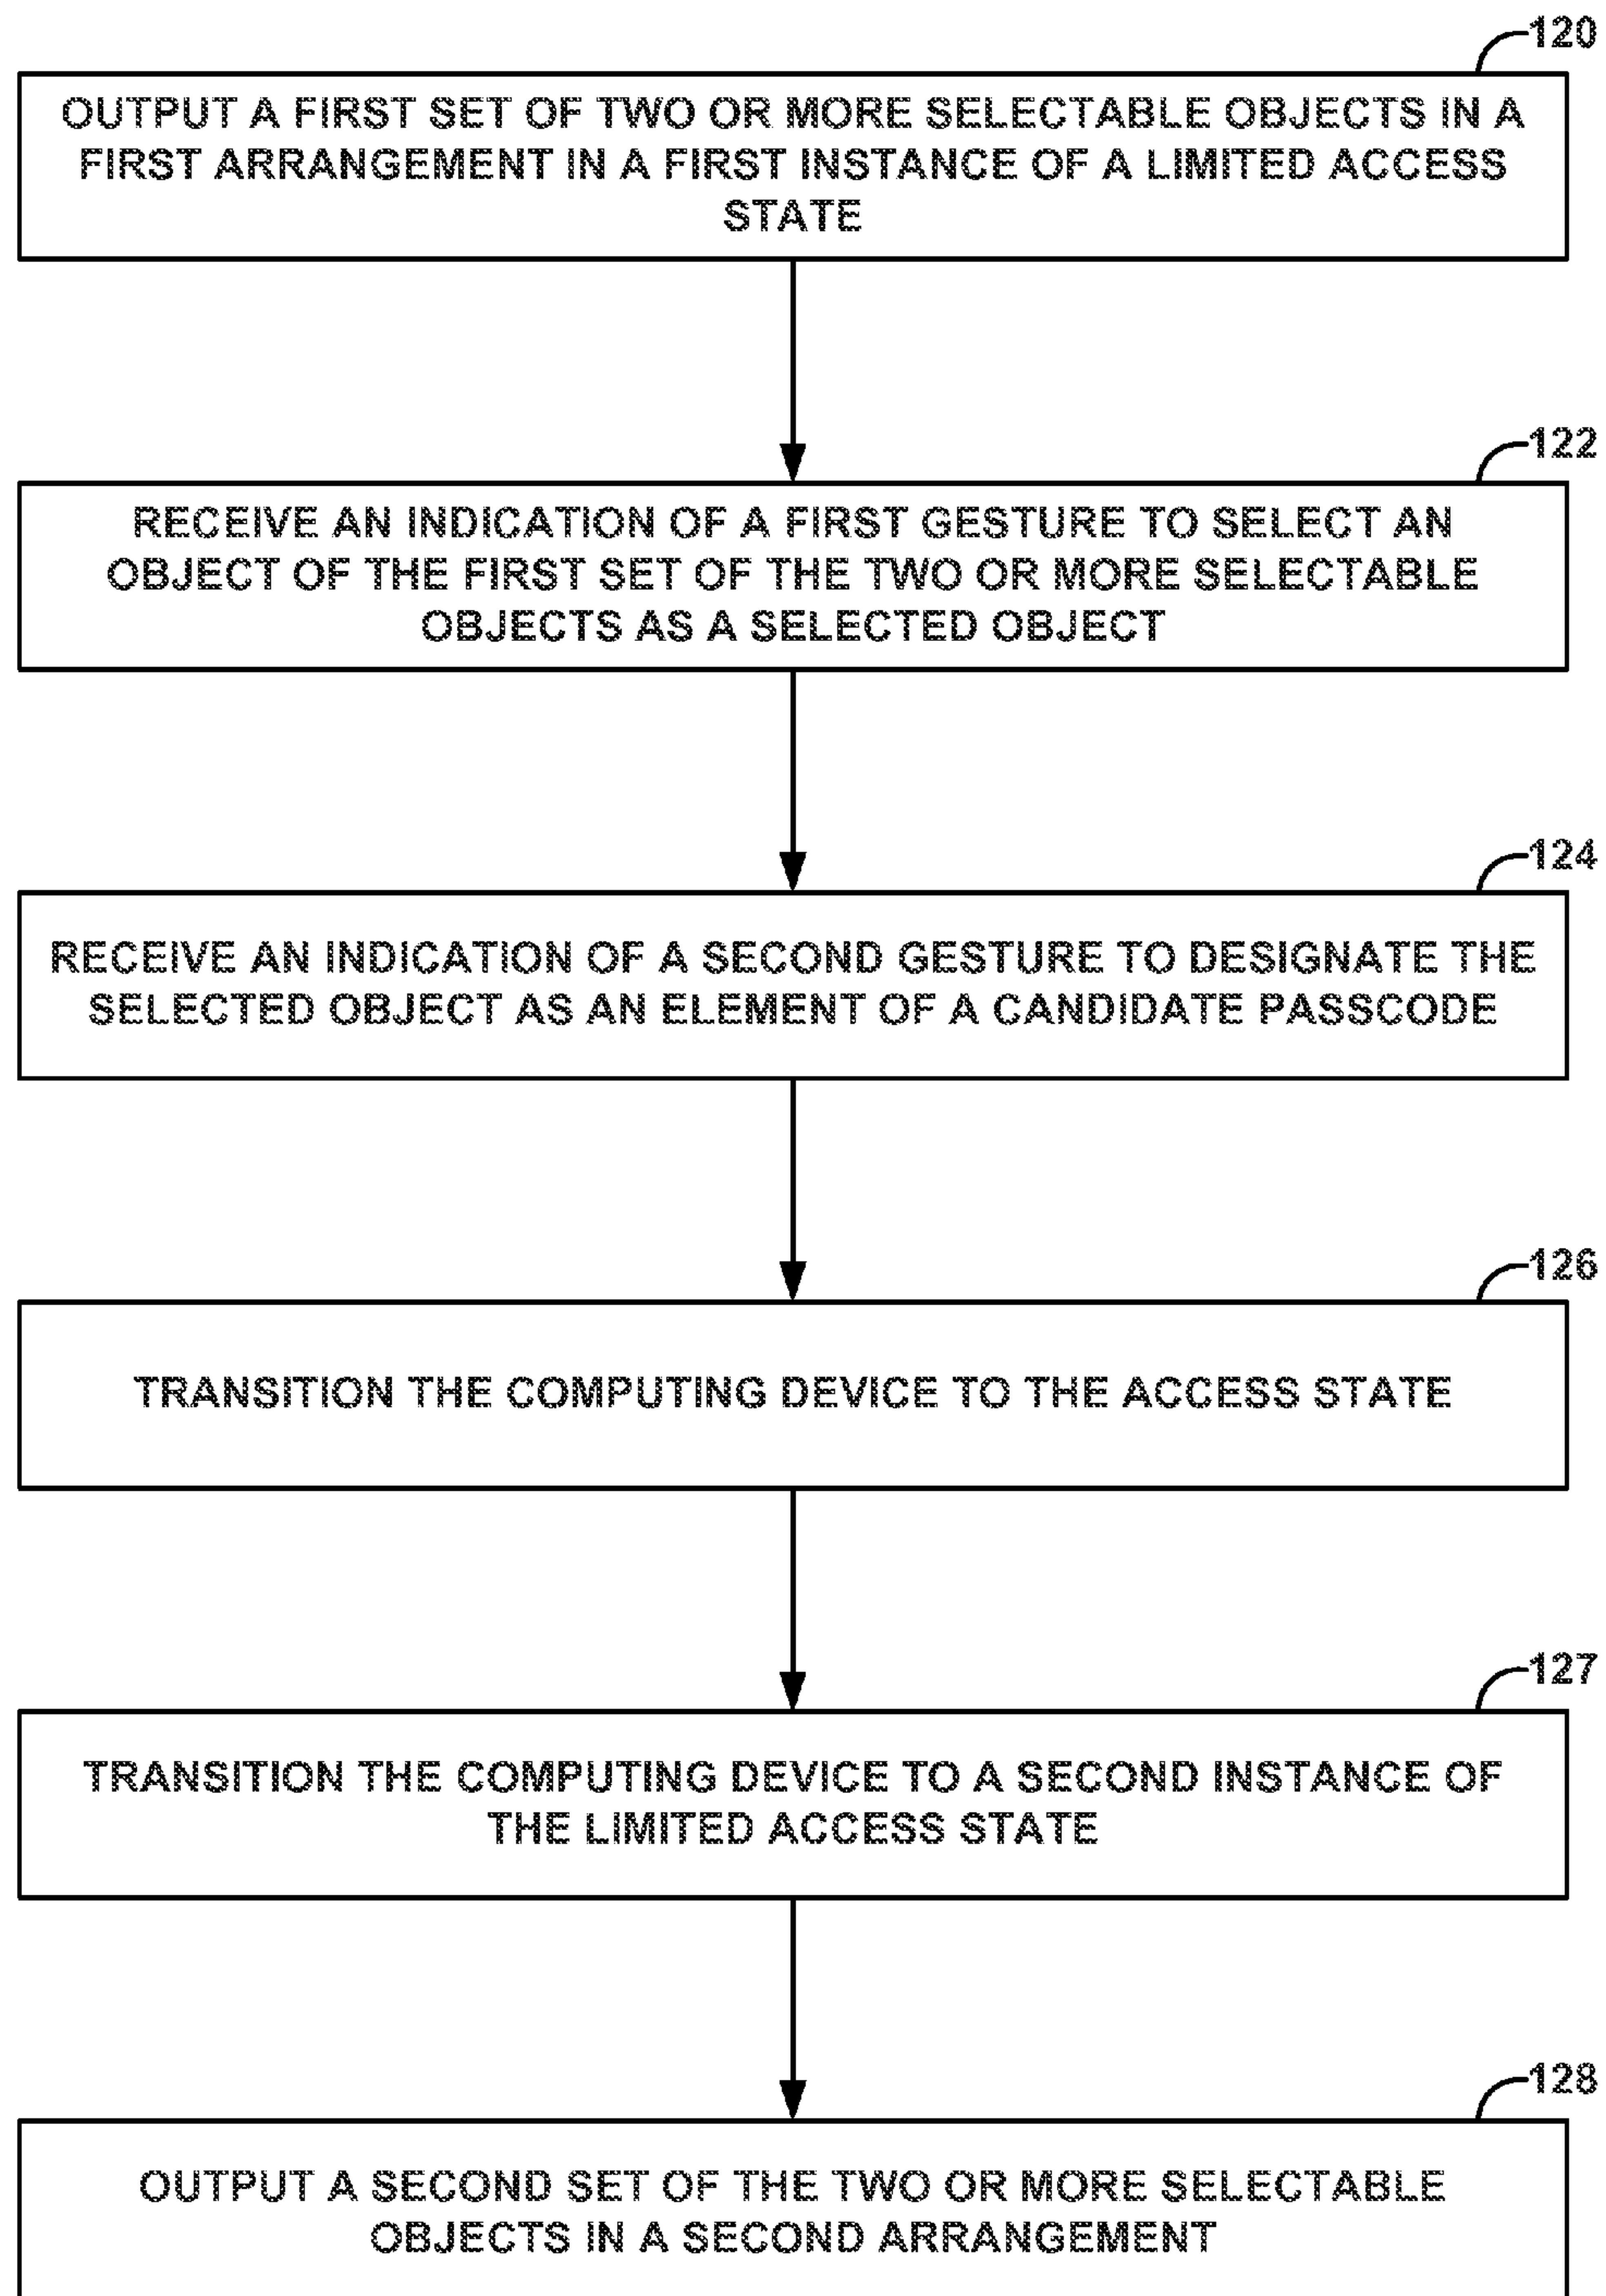 120
OUTPUT A FIRST SET OF TWO OR MORE SELECTABLE OBJECTS IN A
FIRST ARRANGEMENT IN A FIRST INSTANCE OF A LIMITED ACCESS
STATE
122
RECEIVE AN INDICATION OF A FIRST GESTURE TO SELECT AN
OBJECT OF THE FIRST SET OF THE TWO OR MORE SELECTABLE
OBJECTS AS A SELECTED OBJECT
124
RECEIVE AN INDICATION OF A SECOND GESTURE TO DESIGNATE THE
SELECTED OBJECT AS AN ELEMENT OF A CANDIDATE PASSCODE
126
TRANSITION THE COMPUTING DEVICE TO THE ACCESS STATE
127
TRANSITION THE COMPUTING DEVICE TO A SECOND INSTANCE OF
THE LIMITED ACCESS STATE
128
OUTPUT A SECOND SET OF THE TWO OR MORE SELECTABLE
OBJECTS IN A SECOND ARRANGEMENT